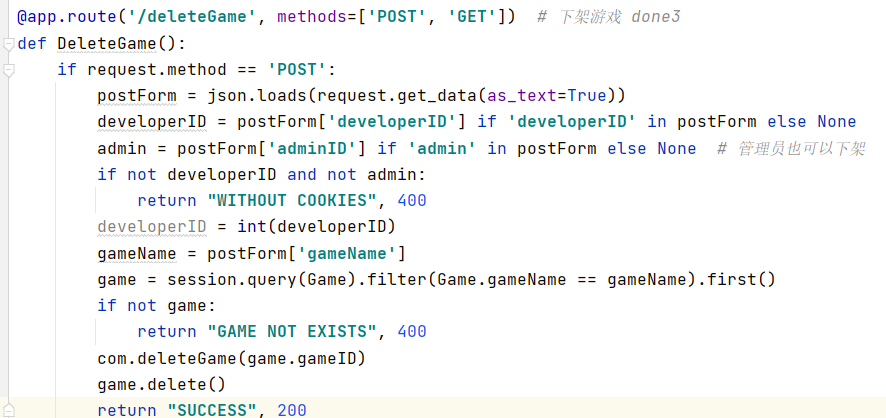 @app.route('/deleteGame', methods=['POST', 'GET'])  # 下架游戏 done3
def DeleteGame():
    if request.method == 'POST':
        postForm = json.loads(request.get_data(as_text=True))
        developerID = postForm['developerID'] if 'developerID' in postForm else None
        admin = postForm['adminID'] if 'admin' in postForm else None  # 管理员也可以下架
        if not developerID and not admin:
            return "WITHOUT COOKIES", 400
        developerID = int(developerID)
        gameName = postForm['gameName']
        game = session.query(Game).filter(Game.gameName == gameName).first()
        if not game:
            return "GAME NOT EXISTS", 400
        com.deleteGame(game.gameID)
        game.delete()
        return "SUCCESS", 200